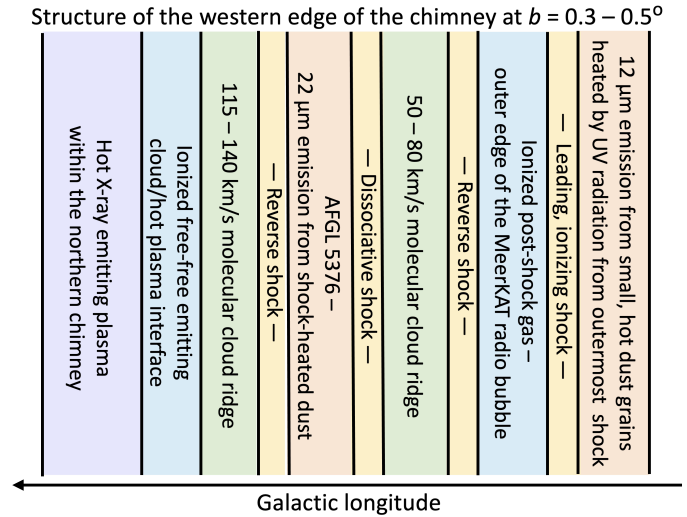 Structure of the western edge of the chimney at b = 0.3 – 0.5º
Hot X-ray emitting plasma
within the northern chimney
Ionized free-free emitting
cloud/hot plasma interface
115 – 140 km/s molecular cloud ridge
— Reverse shock —
AFGL 5376 –
22 µm emission from shock-heated dust
— Dissociative shock —
50 – 80 km/s molecular cloud ridge
— Reverse shock —
Ionized post-shock gas –
outer edge of the MeerKAT radio bubble
— Leading, ionizing shock —
12 µm emission from small, hot dust grains
heated by UV radiation from outermost shock
Galactic longitude